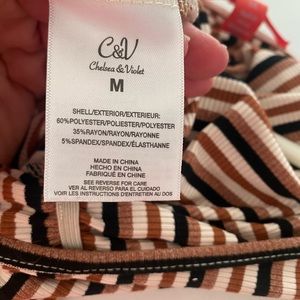 C&V
Chelsea & Violet
M
SHELL/EXTERIOR/EXTERIEUR:
60%POLYESTER/POLIESTER/POLYESTER
35%RAYON/RAYON/RAYONNE
5%SPANDEX/SPANDEX/ÉLASTHANNE
MADE IN CHINA
HECHO EN CHINA
FABRIQUÉ EN CHINE
SEE REVERSE FOR CARE
VER AL REVERSO PARA EL CUIDADO
VOIR LES INSTRUCTIONS D'ENTRETIEN AU DOS